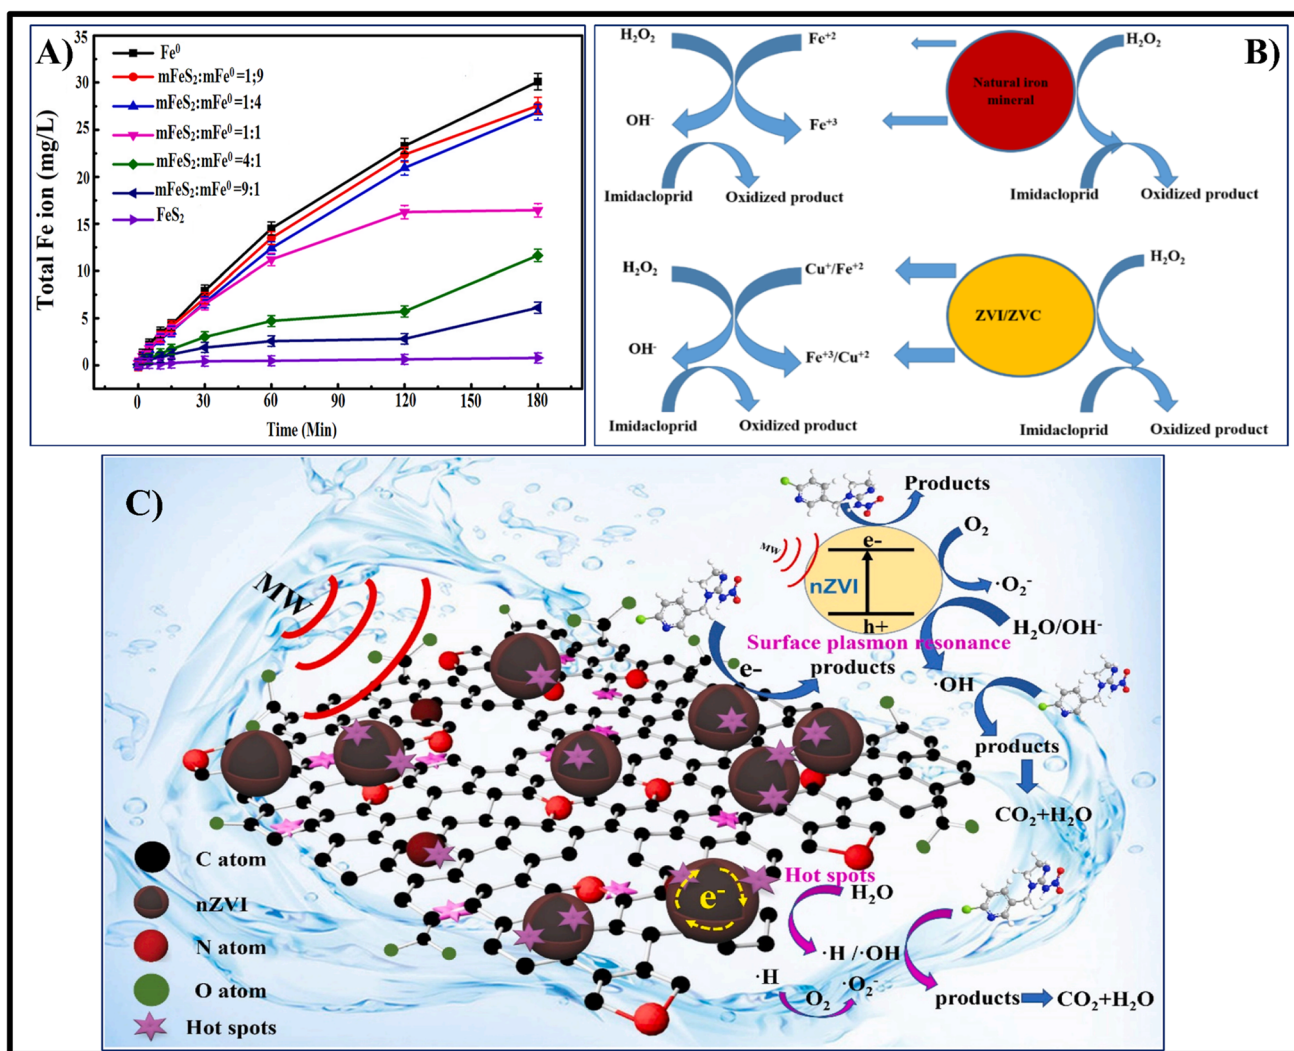 A)
35
30
25
20
15
10
5
0
Total Fe ion (mg/L)
Fe⁰
mFeS₂:mFe⁰=1;9
mFeS₂:mFe⁰=1:4
mFeS₂:mFe⁰=1:1
mFeS₂:mFe⁰=4:1
mFeS₂:mFe⁰=9:1
FeS₂
0 30 60 90 120 150 180
Time (Min)
B)
H₂O₂ Fe⁺² H₂O₂
Natural iron
mineral
OH⁻ Fe⁺³
Imidacloprid Oxidized product Imidacloprid Oxidized product
H₂O₂ Cu⁺/Fe⁺² H₂O₂
ZVI/ZVC
OH⁻ Fe⁺³/Cu⁺²
Imidacloprid Oxidized product Imidacloprid Oxidized product
C)
MW
Products
MW
e-
nZVI
h+
O₂
·O₂⁻
H₂O/OH⁻
Surface plasmon resonance
e-
products
·OH
products
CO₂+H₂O
Hot spots
e⁻
H₂O
·H /·OH
·H
O₂
·O₂⁻
products
CO₂+H₂O
C atom
nZVI
N atom
O atom
Hot spots